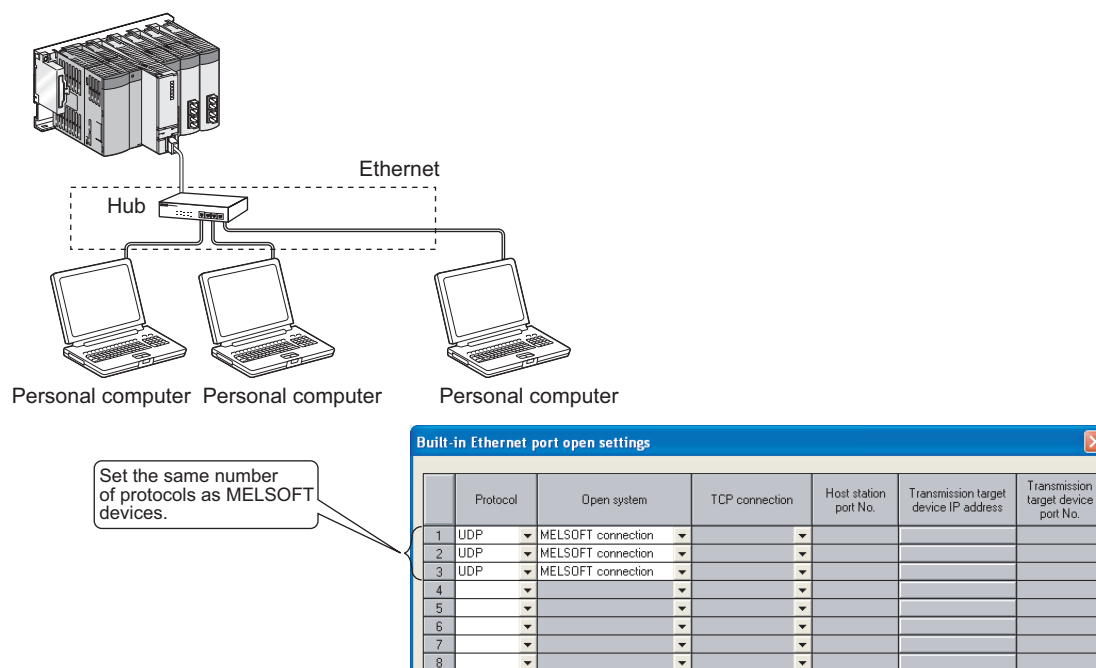 Ethernet
Hub
Personal computer Personal computer Personal computer
Set the same number
of protocols as MELSOFT
devices.
Built-in Ethernet port open settings
Protocol Open system TCP connection Host station port No. Transmission target device IP address Transmission target device port No.
1 UDP MELSOFT connection
2 UDP MELSOFT connection
3 UDP MELSOFT connection
4
5
6
7
8